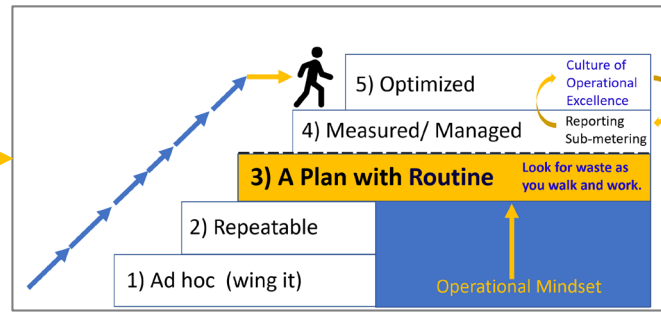 5) Optimized
Culture of
Operational
Excellence
4) Measured/ Managed
Reporting
Sub-metering
3) A Plan with Routine
Look for waste as
you walk and work.
2) Repeatable
1) Ad hoc (wing it)
Operational Mindset